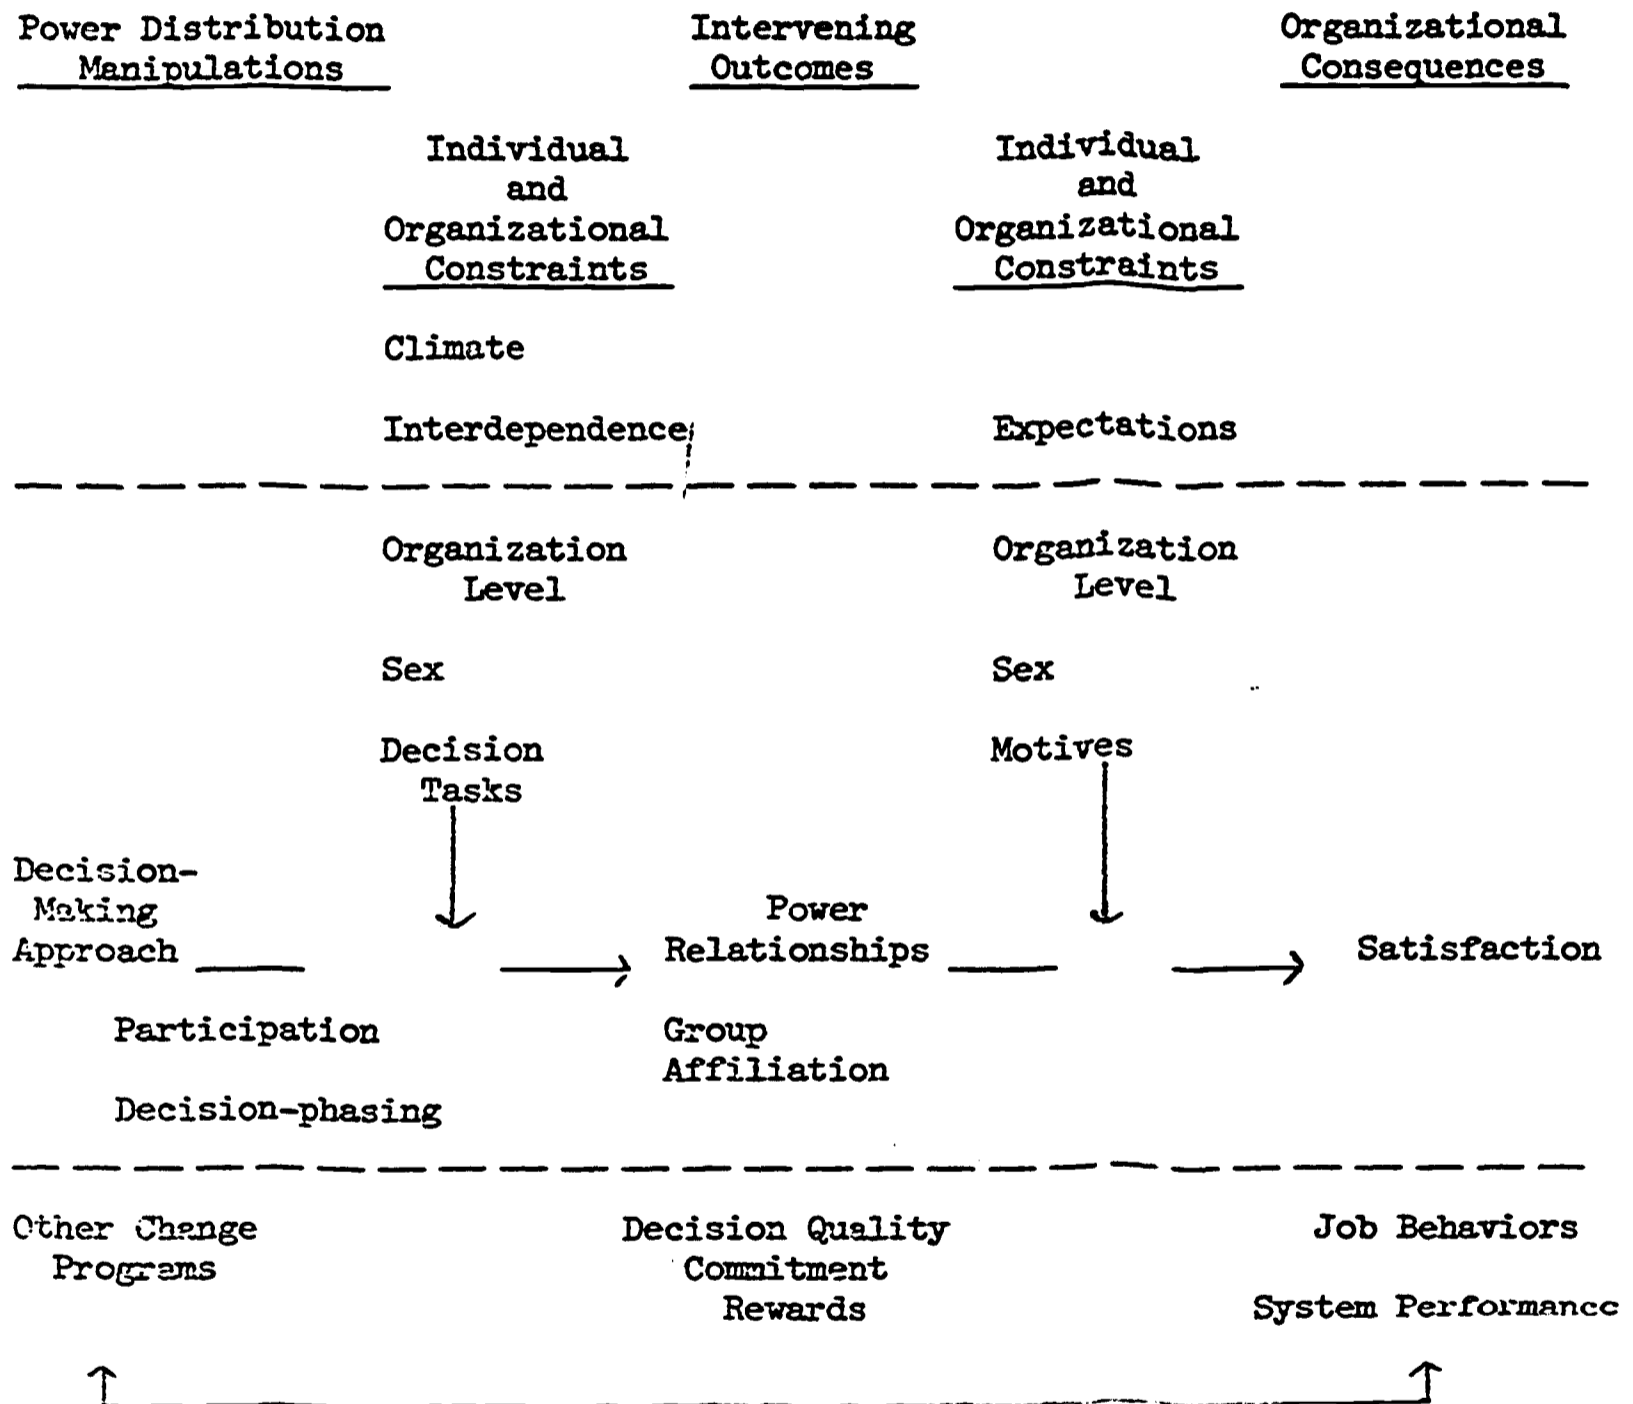 Power Distribution
Manipulations
Intervening
Outcomes
Organizational
Consequences
Individual
and
Organizational
Constraints
Individual
and
Organizational
Constraints
Climate
Interdependence
Expectations
Organization
Level
Organization
Level
Sex
Sex
Decision
Tasks
Motives
Decision-
Making
Approach
Power
Relationships
Satisfaction
Participation
Decision-phasing
Group
Affiliation
Other Change
Programs
Decision Quality
Commitment
Rewards
Job Behaviors
System Performance